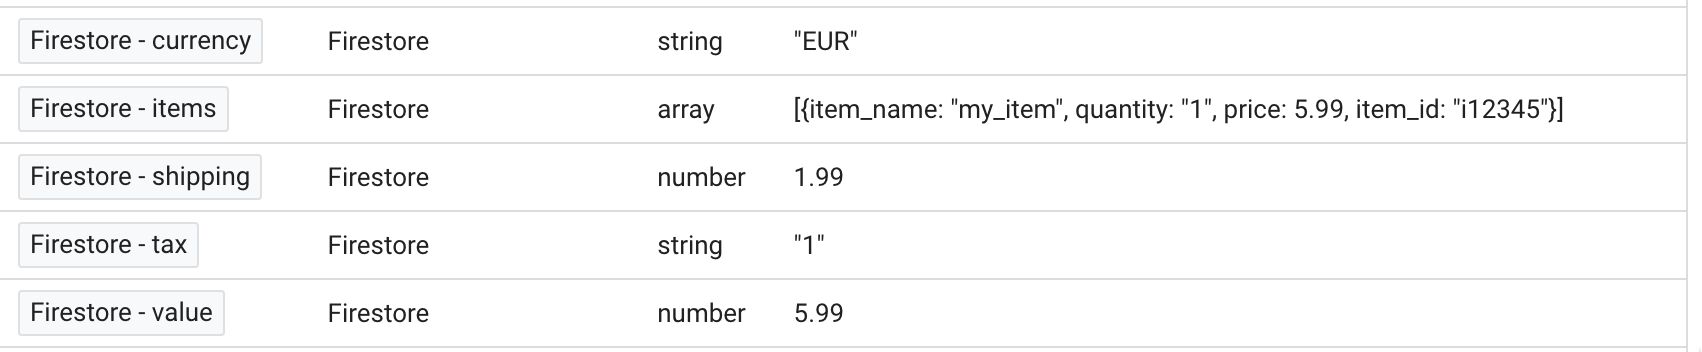 Firestore - currency Firestore string "EUR"
Firestore - items Firestore array [{item_name: "my_item", quantity: "1", price: 5.99, item_id: "i12345"}]
Firestore - shipping Firestore number 1.99
Firestore - tax Firestore string "1"
Firestore - value Firestore number 5.99